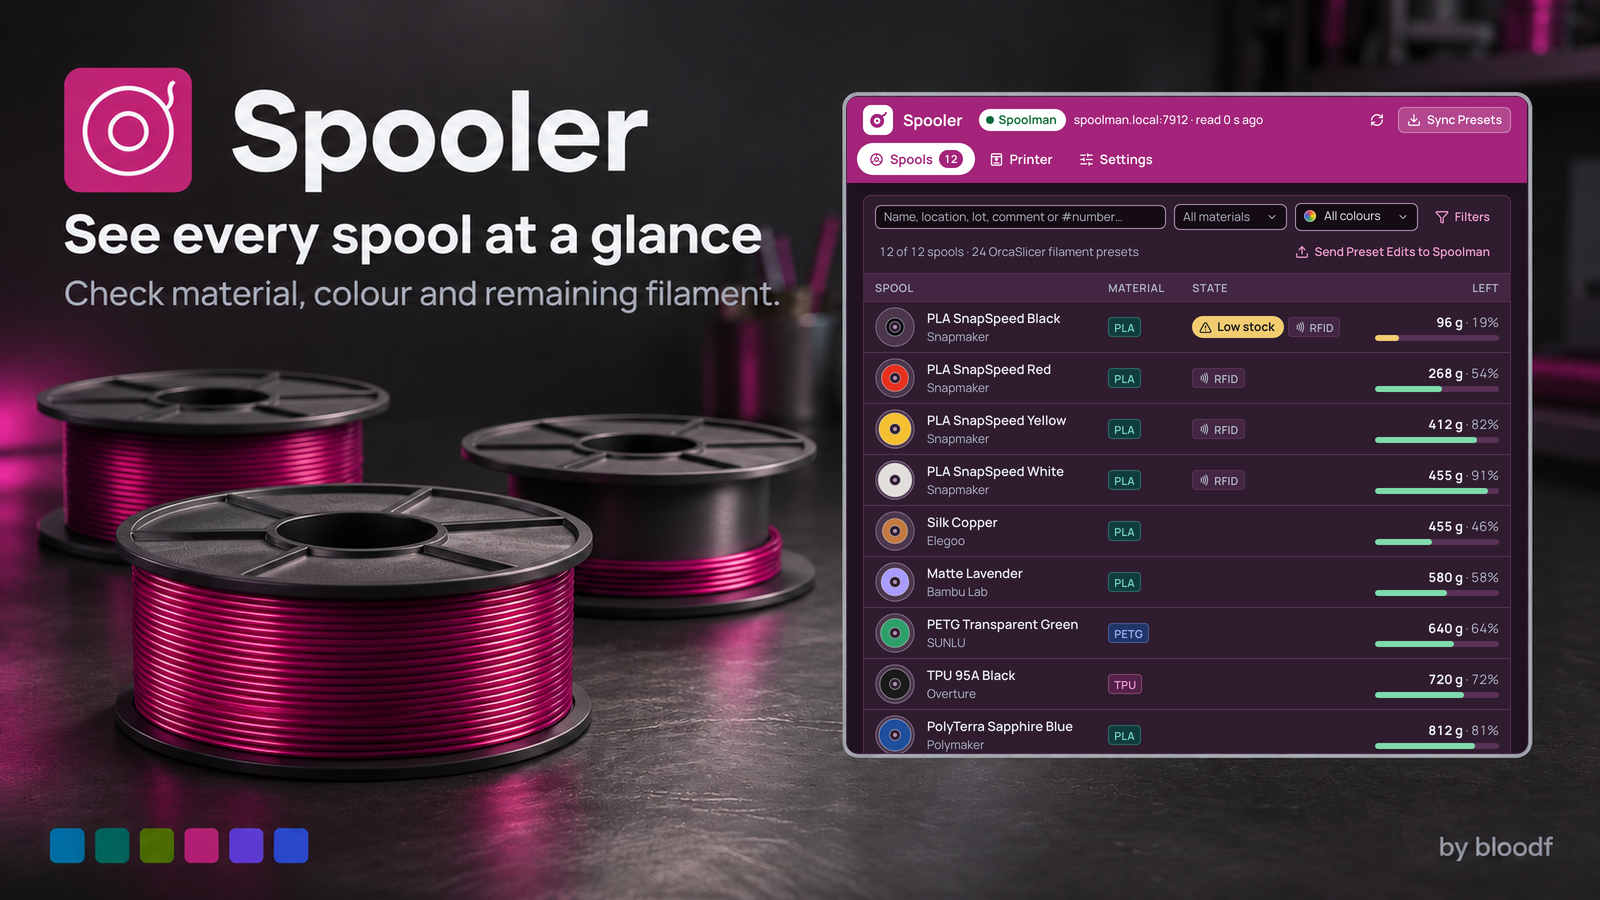 Spooler
See every spool at a glance
Check material, colour and remaining filament.
Spooler Spoolman spoolman.local:7912 · read 0 s ago Sync Presets
Spools 12 Printer Settings
Name, location, lot, comment or #number... All materials All colours Filters
12 of 12 spools · 24 OrcaSlicer filament presets Send Preset Edits to Spoolman
SPOOL MATERIAL STATE LEFT
PLA SnapSpeed Black PLA Low stock RFID 96 g · 19%
Snapmaker
PLA SnapSpeed Red PLA RFID 268 g · 54%
Snapmaker
PLA SnapSpeed Yellow PLA RFID 412 g · 82%
Snapmaker
PLA SnapSpeed White PLA RFID 455 g · 91%
Snapmaker
Silk Copper PLA 455 g · 46%
Elegoo
Matte Lavender PLA 580 g · 58%
Bambu Lab
PETG Transparent Green PETG 640 g · 64%
SUNLU
TPU 95A Black TPU 720 g · 72%
Overture
PolyTerra Sapphire Blue PLA 812 g · 81%
Polymaker
by bloodf